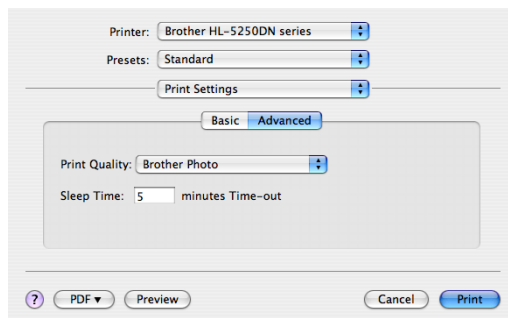 Printer: Brother HL-5250DN series
Presets: Standard
Print Settings
Basic Advanced
Print Quality: Brother Photo
Sleep Time: 5 minutes Time-out
? PDF▼ Preview Cancel Print